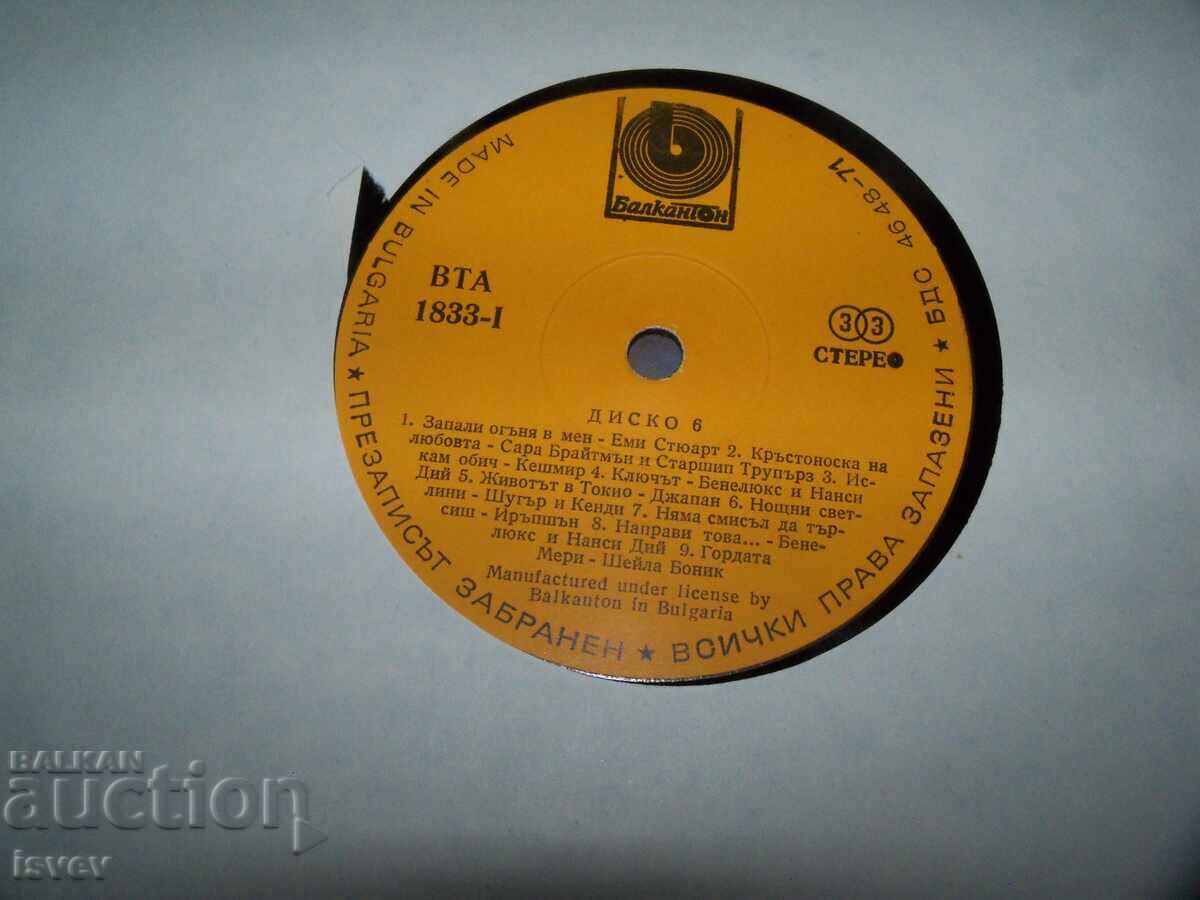 Балкантон
ВТА
1833-I
33
СТЕРЕО
ДИСКО 6
1. Запали огъня в мен - Еми Стюарт 2. Кръстоноска на
любовта - Сара Брайтмън и Старшип Трупърз 3. Ис-
кам обич - Кешмир 4. Ключът - Бенелюкс и Нанси
Дий 5. Животът в Токио - Джапан 6. Нощни свет-
лини - Шугър и Кенди 7. Няма смисъл да тър-
сиш - Иръпшън 8. Направи това... - Бене-
люкс и Нанси Дий 9. Гордата
Мери - Шейла Боник
Manufactured under license by
Balkanton in Bulgaria
MADE IN BULGARIA ★ ПРЕЗАПИСЪТ ЗАБРАНЕН ★ ВСИЧКИ ПРАВА ЗАПАЗЕНИ ★ БДС 4648-71
BALKAN
auction
isvev